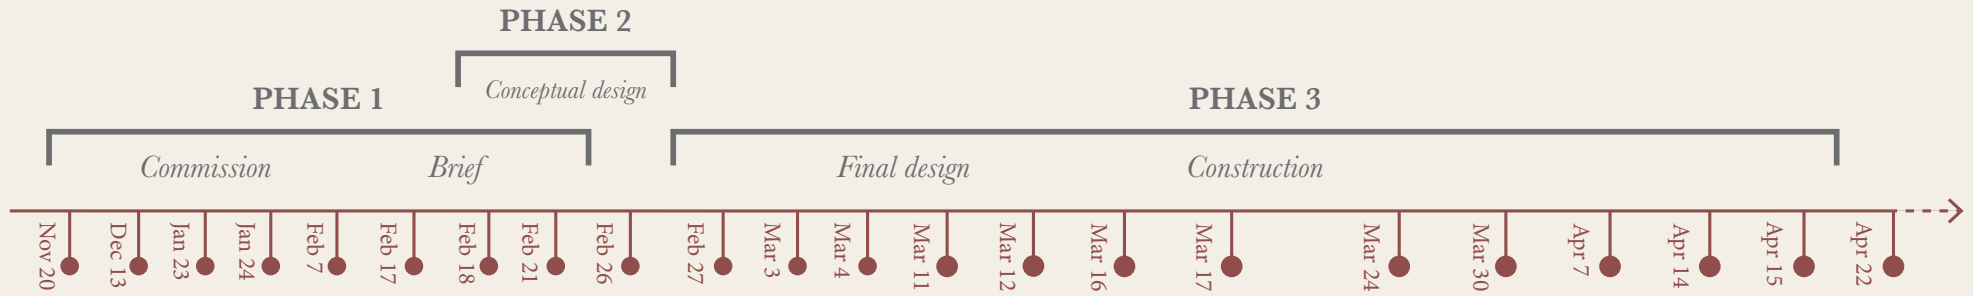 PHASE 2
Conceptual design
PHASE 1
PHASE 3
Commission
Brief
Final design
Construction
Nov 20
Dec 13
Jan 23
Jan 24
Feb 7
Feb 17
Feb 18
Feb 21
Feb 26
Feb 27
Mar 3
Mar 4
Mar 11
Mar 12
Mar 16
Mar 17
Mar 24
Mar 30
Apr 7
Apr 14
Apr 15
Apr 22